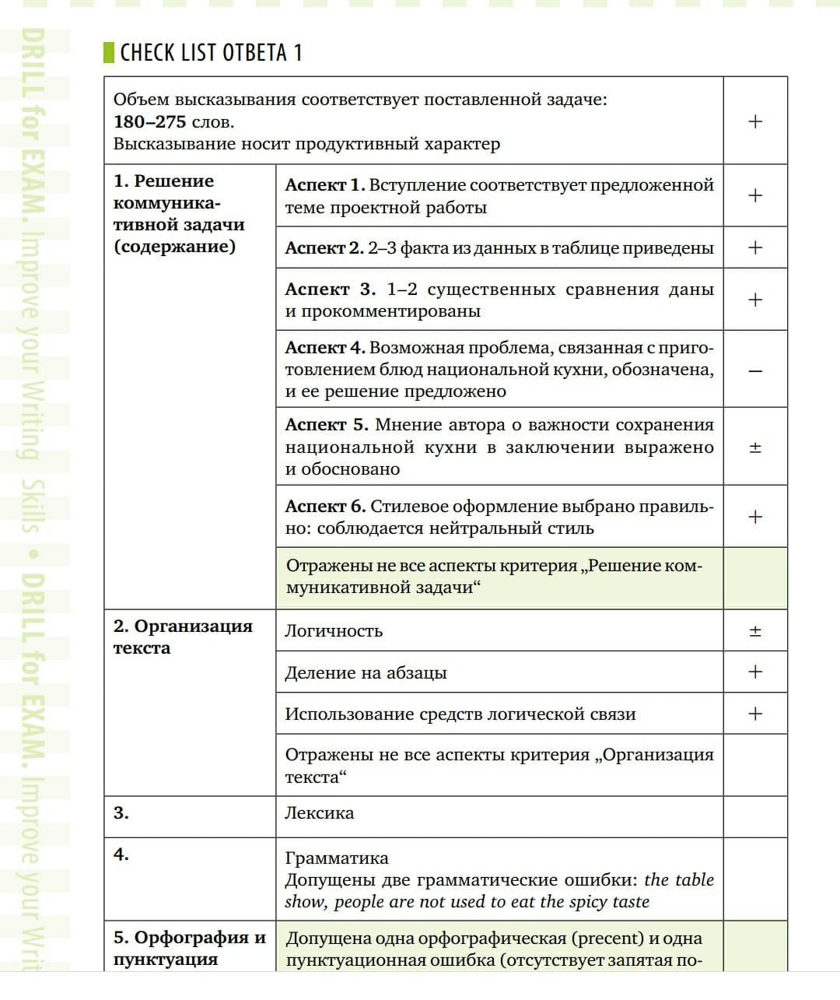 CHECK LIST ОТВЕТА 1
Объем высказывания соответствует поставленной задаче:
180–275 слов.
Высказывание носит продуктивный характер
+
1. Решение
коммуника-
тивной задачи
(содержание)
Аспект 1. Вступление соответствует предложенной
теме проектной работы
+
Аспект 2. 2–3 факта из данных в таблице приведены
+
Аспект 3. 1–2 существенных сравнения даны
и прокомментированы
+
Аспект 4. Возможная проблема, связанная с приго-
товлением блюд национальной кухни, обозначена,
и ее решение предложено
–
Аспект 5. Мнение автора о важности сохранения
национальной кухни в заключении выражено
и обосновано
±
Аспект 6. Стилевое оформление выбрано правиль-
но: соблюдается нейтральный стиль
+
Отражены не все аспекты критерия „Решение ком-
муникативной задачи“
2. Организация
текста
Логичность
±
Деление на абзацы
+
Использование средств логической связи
+
Отражены не все аспекты критерия „Организация
текста“
3.
Лексика
4.
Грамматика
Допущены две грамматические ошибки: the table
show, people are not used to eat the spicy taste
5. Орфография и
пунктуация
Допущена одна орфографическая (precent) и одна
пунктуационная ошибка (отсутствует запятая по-
DRILL for EXAM. Improve your Writing Skills • DRILL for EXAM. Improve your Writ